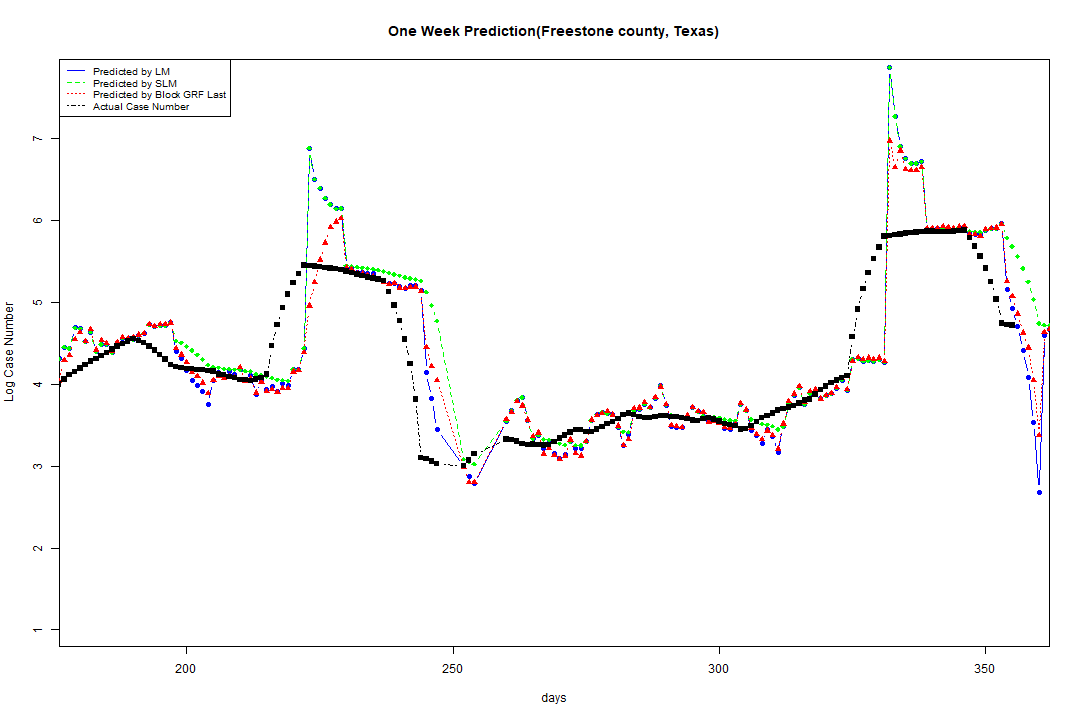 One Week Prediction(Freestone county, Texas)
Predicted by LM
Predicted by SLM
Predicted by Block GRF Last
Actual Case Number
Log Case Number
7
6
5
4
3
2
1
200 250 300 350
days